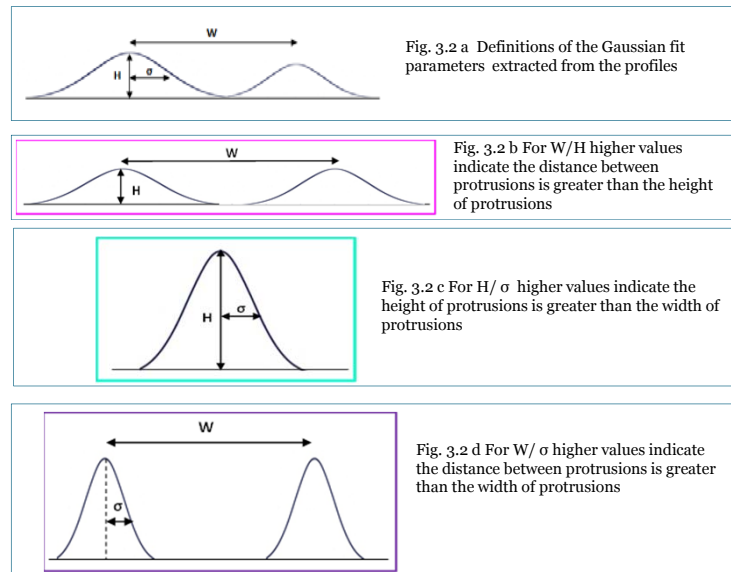 W
H
σ
Fig. 3.2 a Definitions of the Gaussian fit
parameters extracted from the profiles
W
H
Fig. 3.2 b For W/H higher values
indicate the distance between
protrusions is greater than the height
of protrusions
H
σ
Fig. 3.2 c For H/ σ higher values indicate the
height of protrusions is greater than the width of
protrusions
W
σ
Fig. 3.2 d For W/ σ higher values indicate
the distance between protrusions is greater
than the width of protrusions